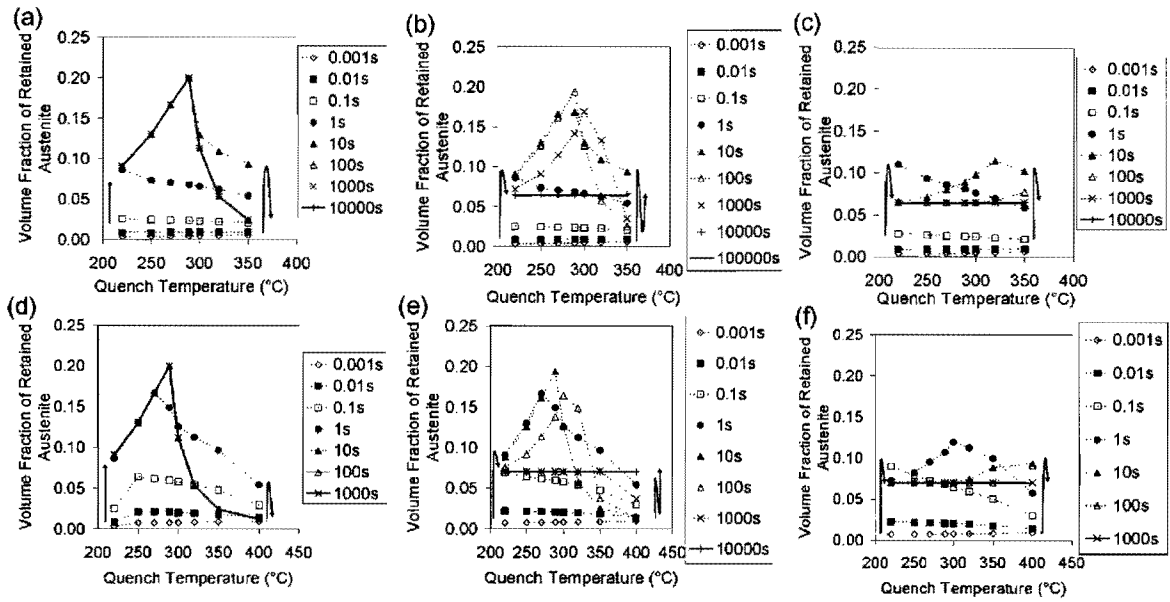 (a)
Volume Fraction of Retained
Austenite
0.25
0.20
0.15
0.10
0.05
0.00
200 250 300 350 400
Quench Temperature (°C)
0.001s
0.01s
0.1s
1s
10s
100s
1000s
10000s
(b)
Volume Fraction of Retained
Austenite
0.25
0.20
0.15
0.10
0.05
0.00
200 250 300 350 400
Quench Temperature (°C)
0.001s
0.01s
0.1s
1s
10s
100s
1000s
10000s
100000s
(c)
Volume Fraction of Retained
Austenite
0.25
0.20
0.15
0.10
0.05
0.00
200 250 300 350 400
Quench Temperature (°C)
0.001s
0.01s
0.1s
1s
10s
100s
1000s
10000s
(d)
Volume Fraction of Retained
Austenite
0.25
0.20
0.15
0.10
0.05
0.00
200 250 300 350 400 450
Quench Temperature (°C)
0.001s
0.01s
0.1s
1s
10s
100s
1000s
(e)
Volume Fraction of Retained
Austenite
0.25
0.20
0.15
0.10
0.05
0.00
200 250 300 350 400 450
Quench Temperature (°C)
0.001s
0.01s
0.1s
1s
10s
100s
1000s
10000s
(f)
Volume Fraction of Retained
Austenite
0.25
0.20
0.15
0.10
0.05
0.00
200 250 300 350 400 450
Quench Temperature (°C)
0.001s
0.01s
0.1s
1s
10s
100s
1000s